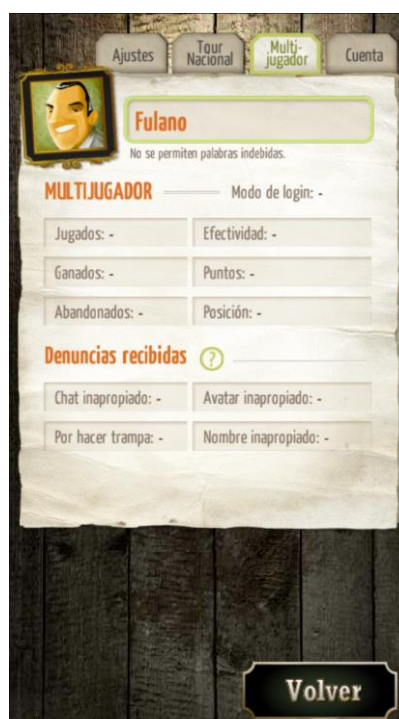 Ajustes
Tour
Nacional
Multi-
jugador
Cuenta
Fulano
No se permiten palabras indebidas.
MULTIJUGADOR
Modo de login: -
Jugados: -
Efectividad: -
Ganados: -
Puntos: -
Abandonados: -
Posición: -
Denuncias recibidas ?
Chat inapropiado: -
Avatar inapropiado: -
Por hacer trampa: -
Nombre inapropiado: -
Volver